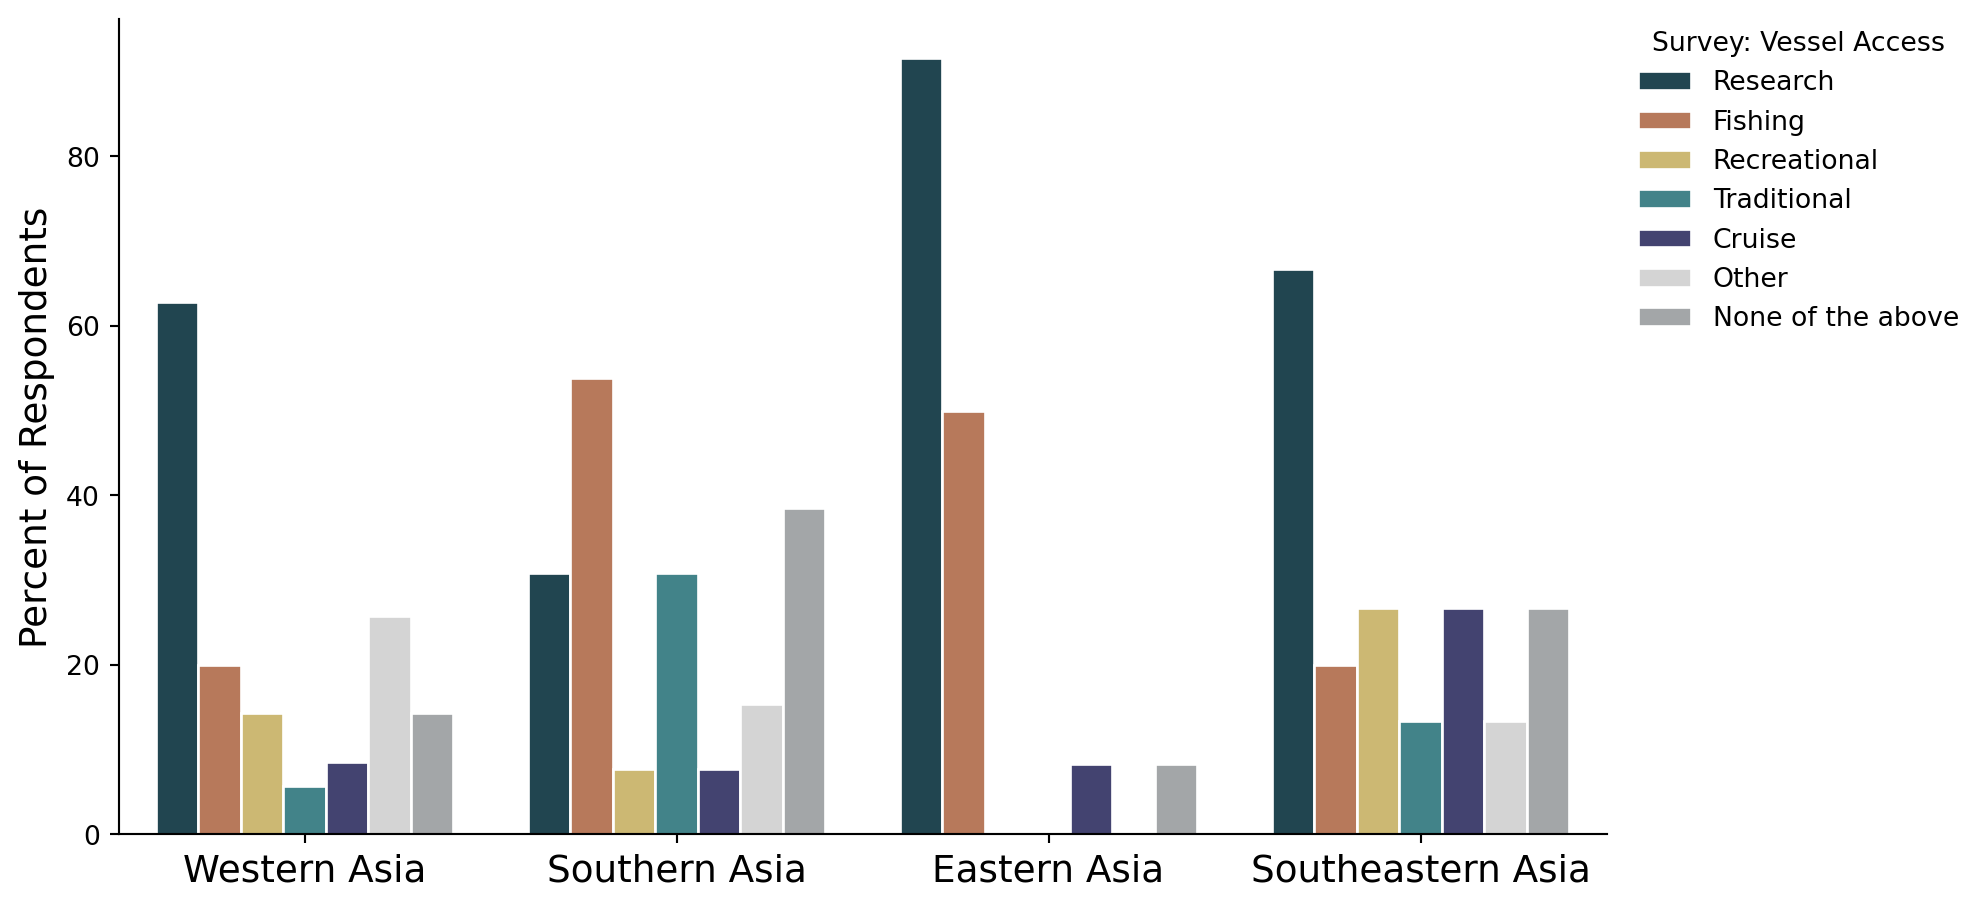 Survey: Vessel Access
Research
Fishing
Recreational
Traditional
Cruise
Other
None of the above
Percent of Respondents
80
60
40
20
0
Western Asia
Southern Asia
Eastern Asia
Southeastern Asia